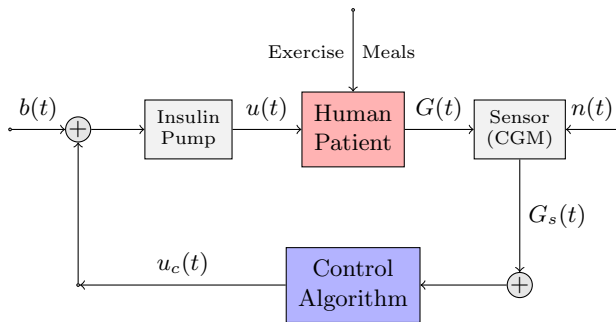 Exercise Meals
b(t)
+
Insulin
Pump
u(t)
Human
Patient
G(t)
Sensor
(CGM)
n(t)
G_s(t)
u_c(t)
Control
Algorithm
+